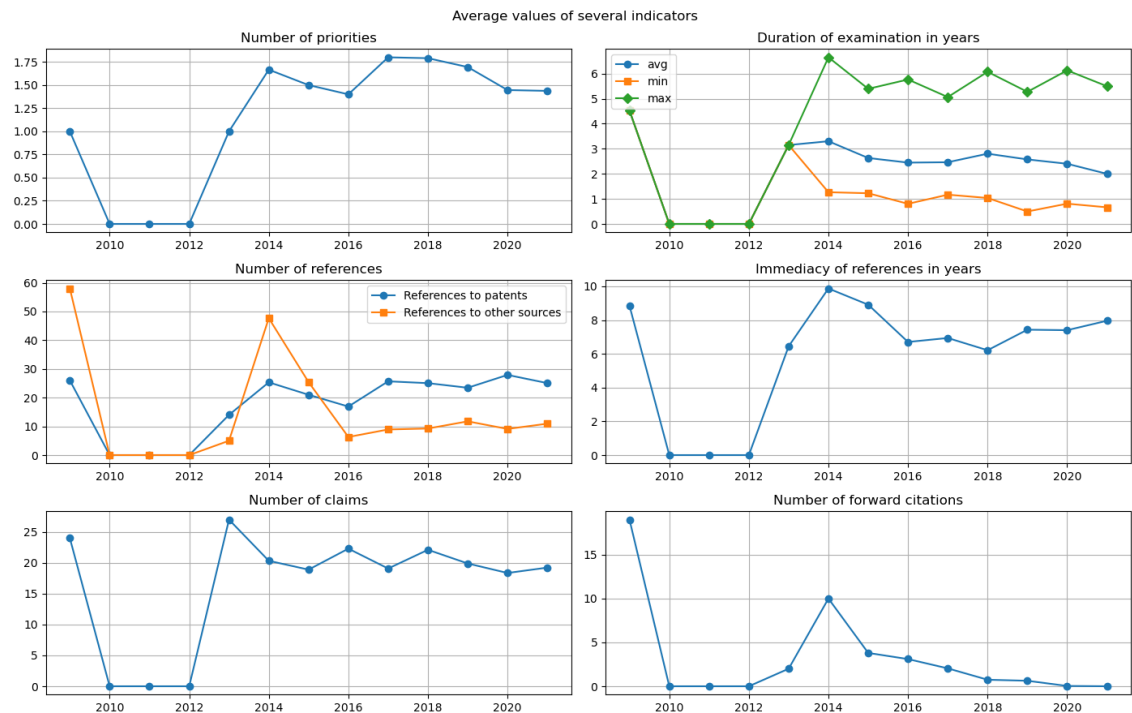 Average values of several indicators
Number of priorities
1.75
1.50
1.25
1.00
0.75
0.50
0.25
0.00
2010 2012 2014 2016 2018 2020
Duration of examination in years
avg
min
max
6
5
4
3
2
1
0
2010 2012 2014 2016 2018 2020
Number of references
References to patents
References to other sources
60
50
40
30
20
10
0
2010 2012 2014 2016 2018 2020
Immediacy of references in years
10
8
6
4
2
0
2010 2012 2014 2016 2018 2020
Number of claims
25
20
15
10
5
0
2010 2012 2014 2016 2018 2020
Number of forward citations
15
10
5
0
2010 2012 2014 2016 2018 2020